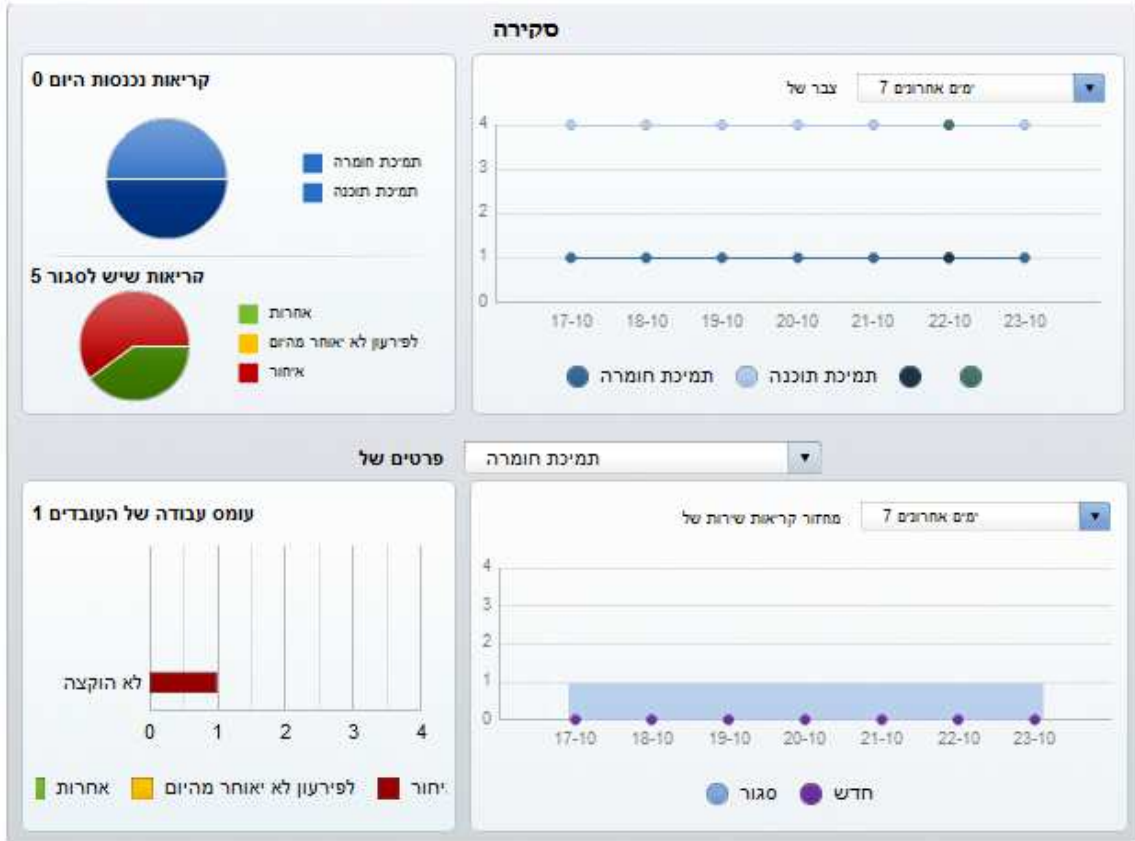 סקירה
קריאות נכנסות היום 0
תמיכת חומרה
תמיכת תוכנה
קריאות שיש לסגור 5
אחרות
לפירעון לא יאוחר מהיום
איחור
צבר של
ימים אחרונים 7
4
3
2
1
0
17-10 18-10 19-10 20-10 21-10 22-10 23-10
תמיכת חומרה תמיכת תוכנה
פרטים של
תמיכת חומרה
עומס עבודה של העובדים 1
לא הוקצה
0 1 2 3 4
אחרות לפירעון לא יאוחר מהיום יחור
מחזור קריאות שירות של
ימים אחרונים 7
4
3
2
1
0
17-10 18-10 19-10 20-10 21-10 22-10 23-10
סגור חדש